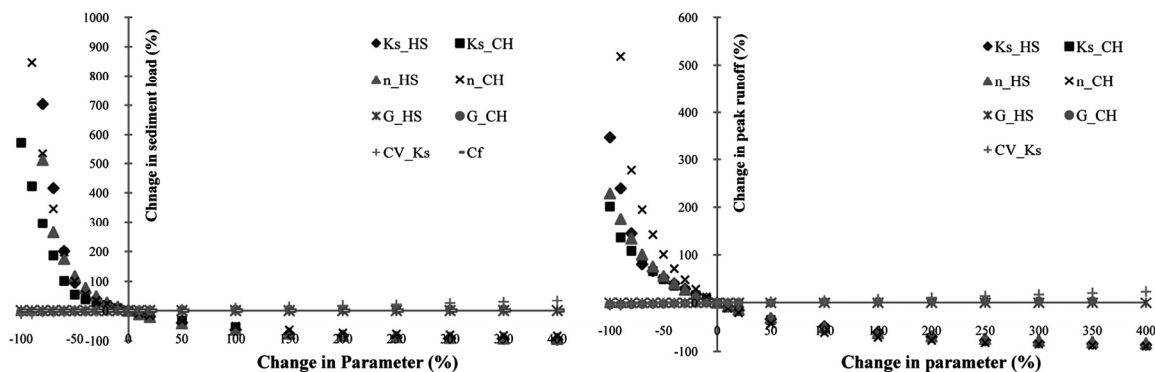 Chnage in sediment load (%)
1000
900
800
700
600
500
400
300
200
100
0
-100
-100 -50 0 50 100 150 200 250 300 350 400
Change in Parameter (%)
Ks_HS Ks_CH
n_HS n_CH
G_HS G_CH
CV_Ks Cf
Change in peak runoff (%)
600
500
400
300
200
100
0
-100
-100 -50 0 50 100 150 200 250 300 350 400
Change in parameter (%)
Ks_HS Ks_CH
n_HS n_CH
G_HS G_CH
CV_Ks